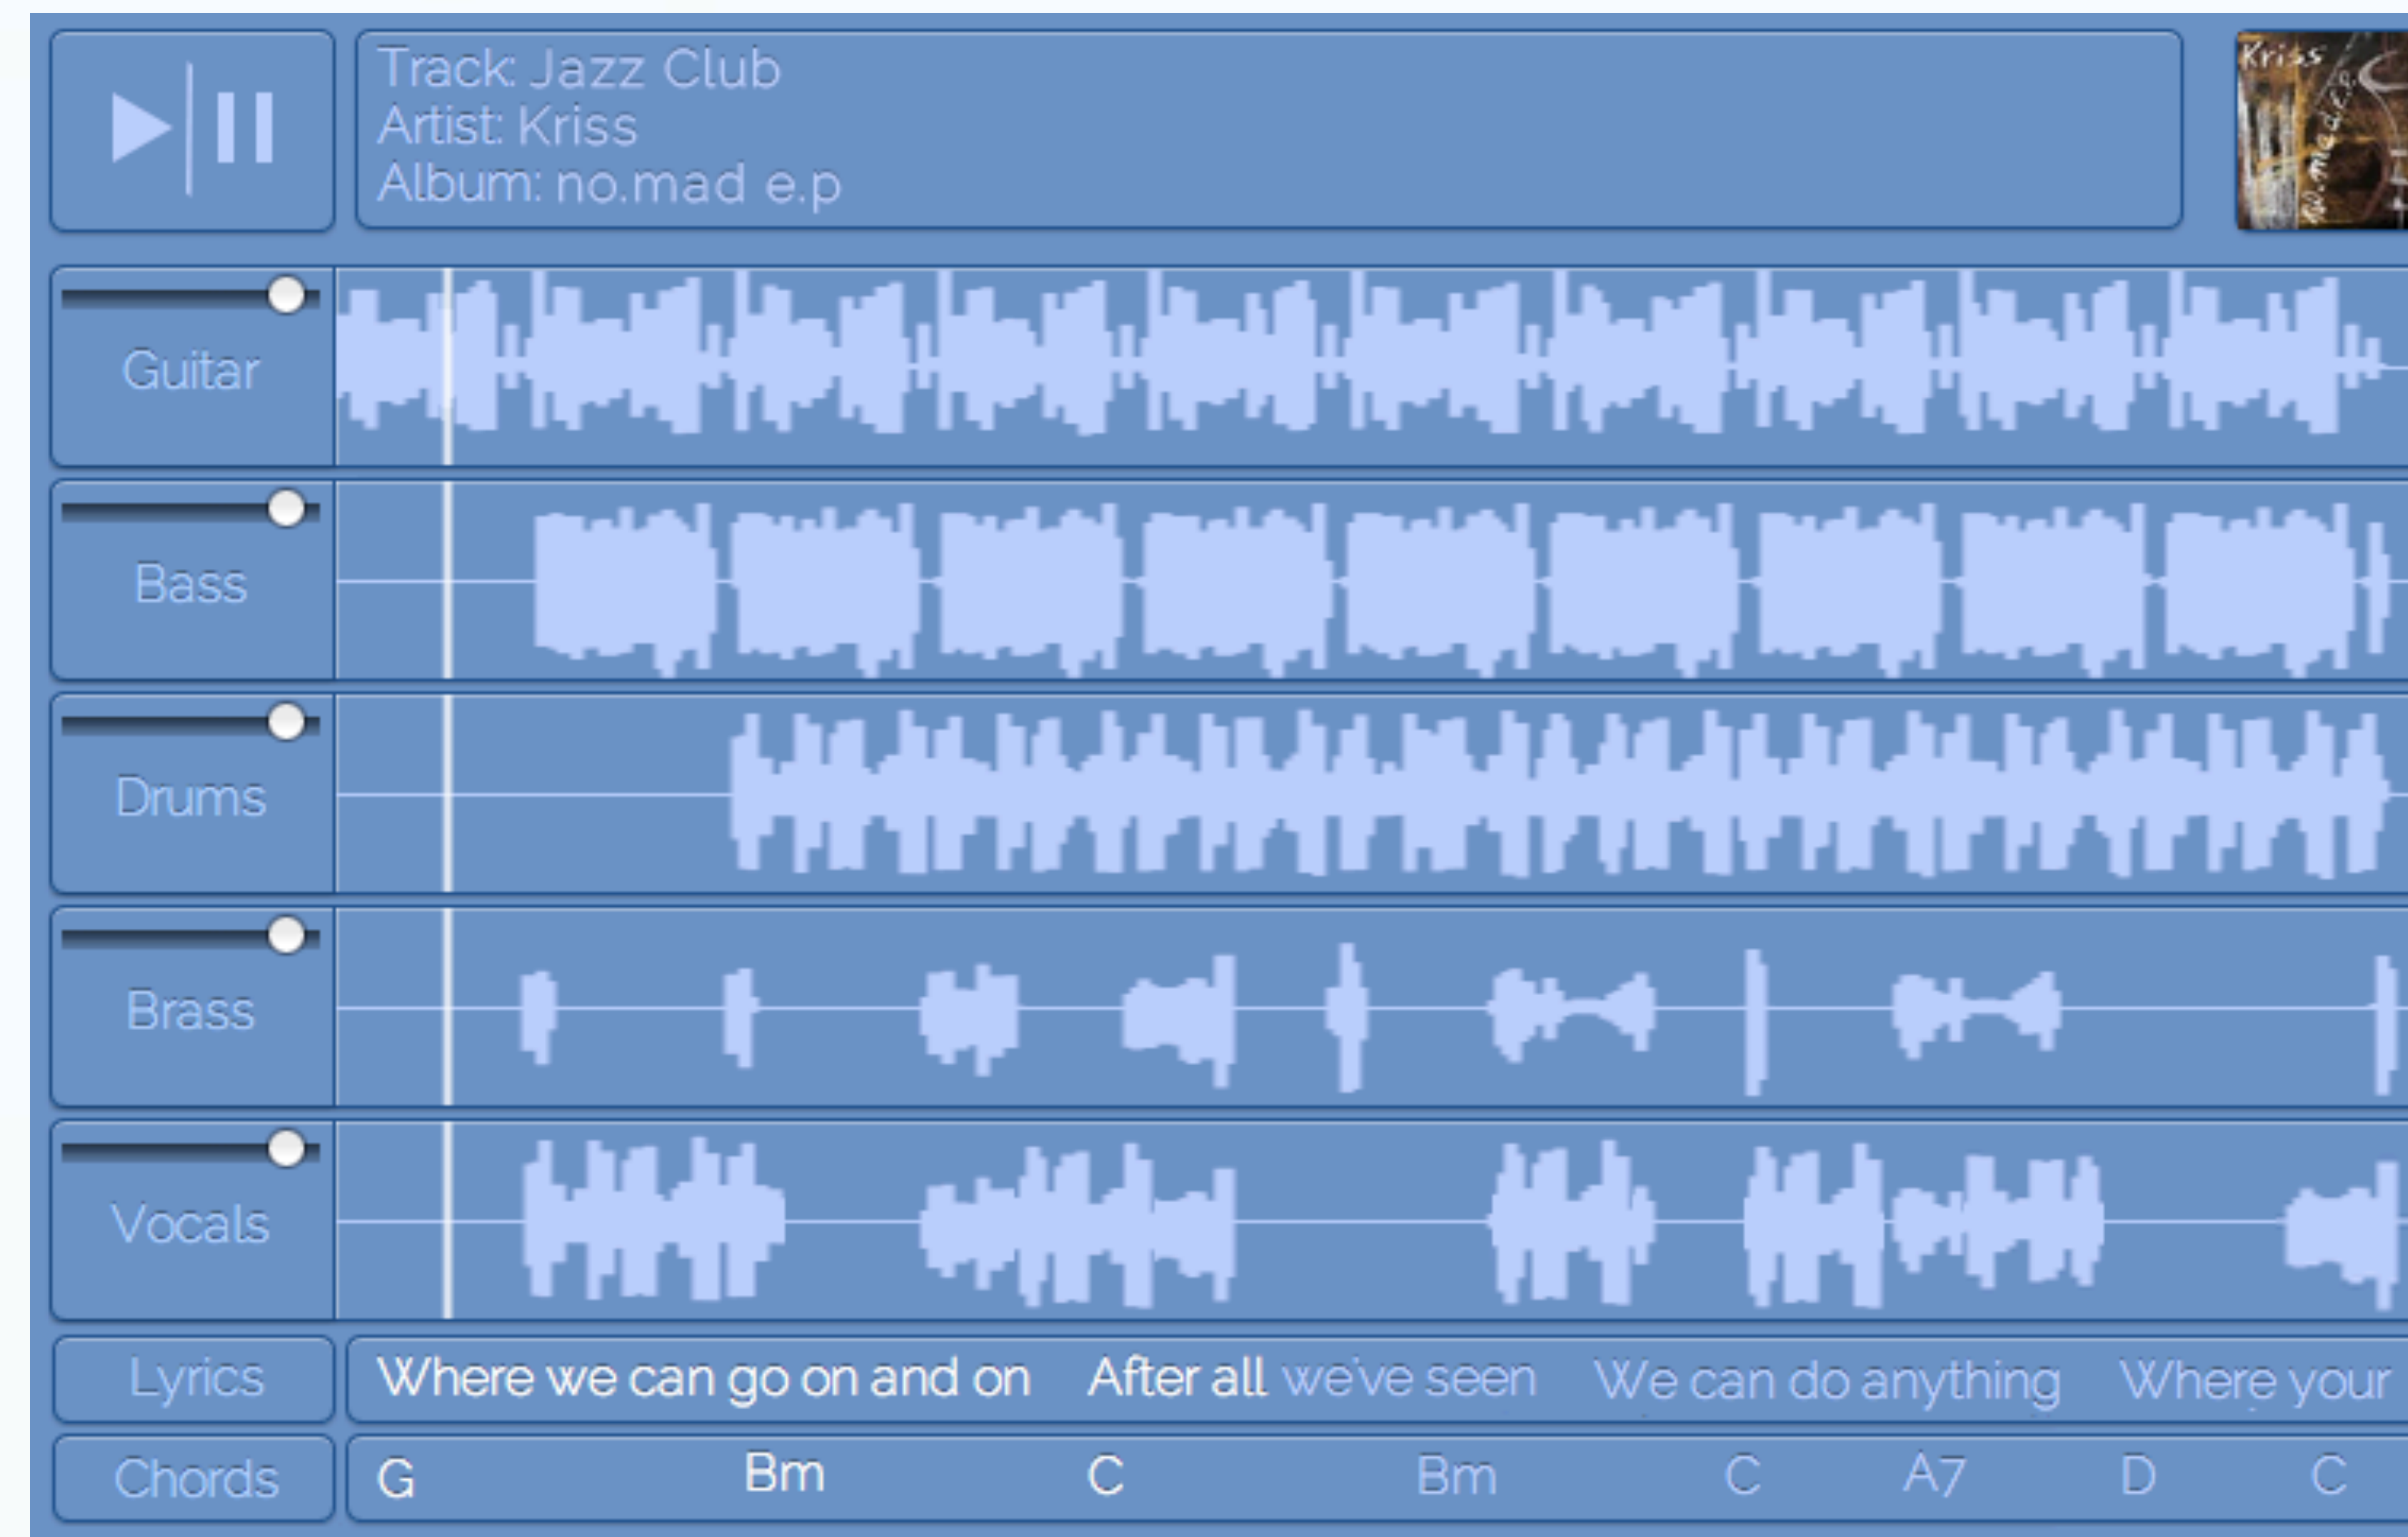 Track: Jazz Club
Artist: Kriss
Album: no.mad e.p
Kriss
Guitar
Bass
Drums
Brass
Vocals
Lyrics
Where we can go on and on After all we've seen We can do anything Where your
Chords
G Bm C Bm C A7 D C